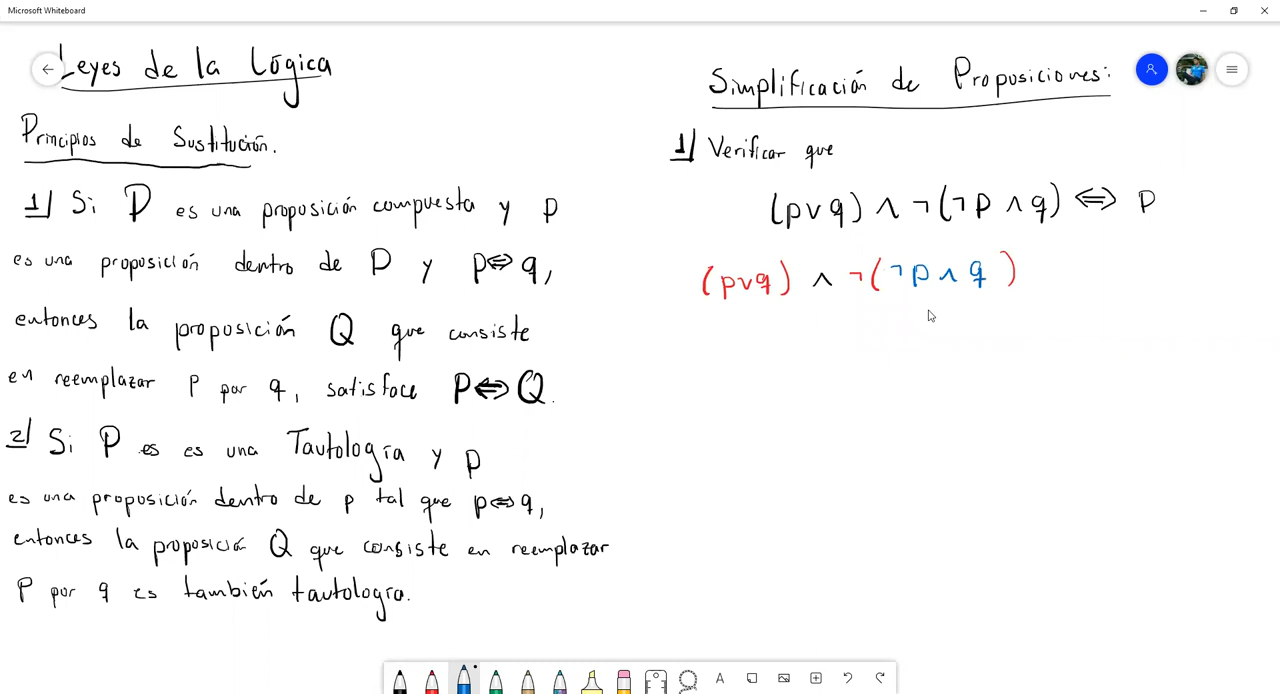 Microsoft Whiteboard
Leyes de la Lógica
Principios de Sustitución.
1) Si P es una proposición compuesta y p
es una proposición dentro de P y p⇔q,
entonces la proposición Q que consiste
en reemplazar p por q, satisface P⇔Q.
2) Si P es es una Tautología y p
es una proposición dentro de p tal que p⇔q,
entonces la proposición Q que consiste en reemplazar
P por q es también tautología.
Simplificación de Proposiciones:
1) Verificar que
(p∨q) ∧ ¬(¬p ∧ q) ⇔ p
(p∨q) ∧ ¬(¬p ∧ q)
A